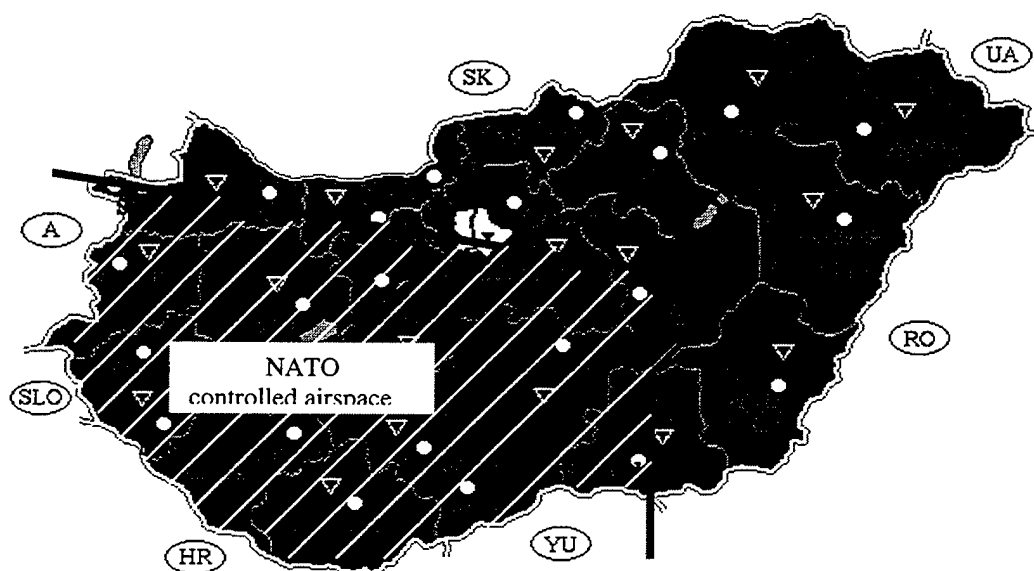 UA
SK
A
RO
NATO
controlled airspace
SLO
YU
HR